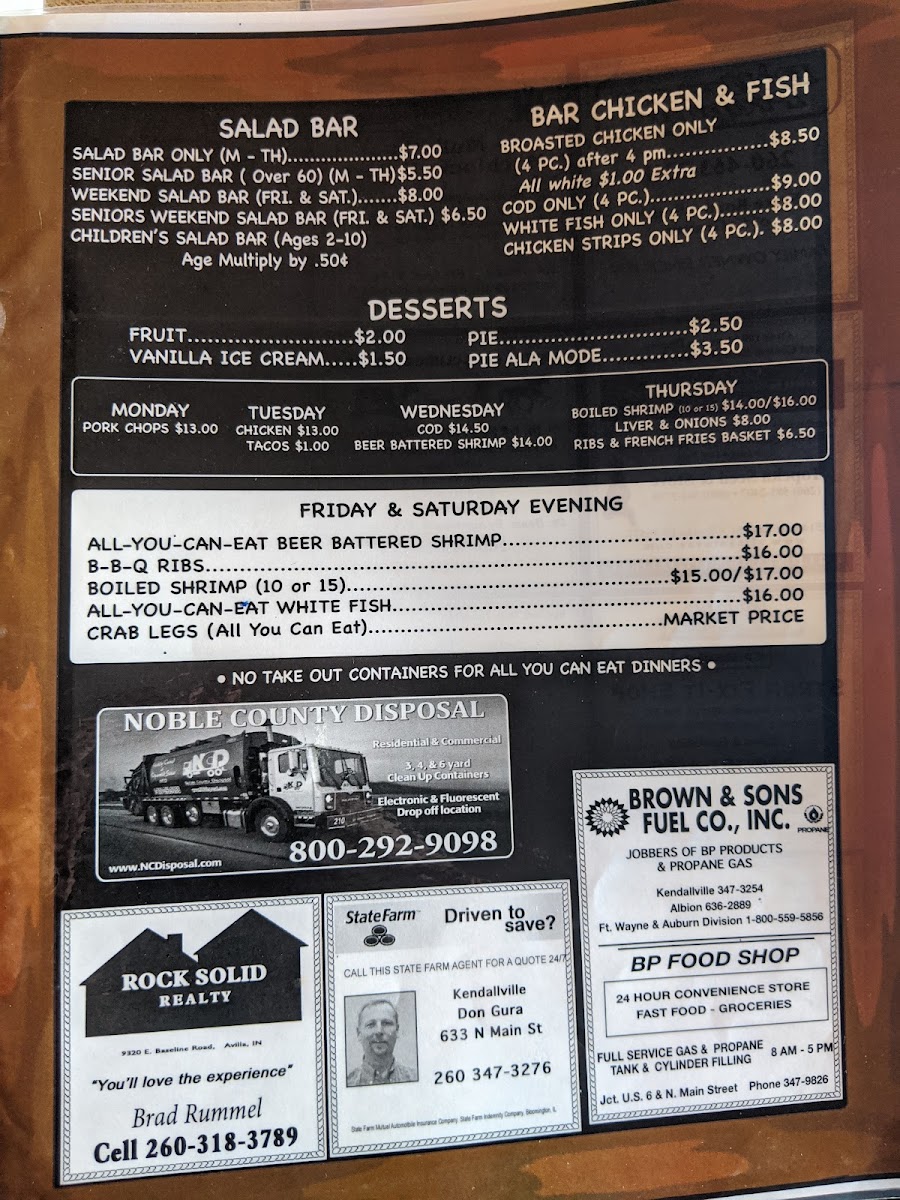 SALAD BAR
SALAD BAR ONLY (M - TH)....................$7.00
SENIOR SALAD BAR ( Over 60) (M - TH)$5.50
WEEKEND SALAD BAR (FRI. & SAT.).......$8.00
SENIORS WEEKEND SALAD BAR (FRI. & SAT.) $6.50
CHILDREN'S SALAD BAR (Ages 2-10)
Age Multiply by .50¢
BAR CHICKEN & FISH
BROASTED CHICKEN ONLY
(4 PC.) after 4 pm..................$8.50
All white $1.00 Extra
COD ONLY (4 PC.)......................$9.00
WHITE FISH ONLY (4 PC.).........$8.00
CHICKEN STRIPS ONLY (4 PC.). $8.00
DESSERTS
FRUIT...........................$2.00
VANILLA ICE CREAM.....$1.50
PIE...............................$2.50
PIE ALA MODE..............$3.50
MONDAY
PORK CHOPS $13.00
TUESDAY
CHICKEN $13.00
TACOS $1.00
WEDNESDAY
COD $14.50
BEER BATTERED SHRIMP $14.00
THURSDAY
BOILED SHRIMP (10 or 15) $14.00/$16.00
LIVER & ONIONS $8.00
RIBS & FRENCH FRIES BASKET $6.50
FRIDAY & SATURDAY EVENING
ALL-YOU-CAN-EAT BEER BATTERED SHRIMP..................................$17.00
B-B-Q RIBS..............................................................................$16.00
BOILED SHRIMP (10 or 15)..............................................$15.00/$17.00
ALL-YOU-CAN-EAT WHITE FISH..................................................$16.00
CRAB LEGS (All You Can Eat)..........................................MARKET PRICE
• NO TAKE OUT CONTAINERS FOR ALL YOU CAN EAT DINNERS •
NOBLE COUNTY DISPOSAL
Residential & Commercial
3, 4, & 6 yard
Clean Up Containers
Electronic & Fluorescent
Drop off location
800-292-9098
www.NCDisposal.com
210
BROWN & SONS
FUEL CO., INC.
PROPANE
JOBBERS OF BP PRODUCTS
& PROPANE GAS
Kendallville 347-3254
Albion 636-2889
Ft. Wayne & Auburn Division 1-800-559-5856
BP FOOD SHOP
24 HOUR CONVENIENCE STORE
FAST FOOD - GROCERIES
FULL SERVICE GAS & PROPANE
TANK & CYLINDER FILLING
8 AM - 5 PM
Jct. U.S. 6 & N. Main Street Phone 347-9826
ROCK SOLID
REALTY
9320 E. Baseline Road, Avilla, IN
"You'll love the experience"
Brad Rummel
Cell 260-318-3789
StateFarm™
Driven to
save?
CALL THIS STATE FARM AGENT FOR A QUOTE 24/7
Kendallville
Don Gura
633 N Main St
260 347-3276
State Farm Mutual Automobile Insurance Company, State Farm Indemnity Company, Bloomington, IL